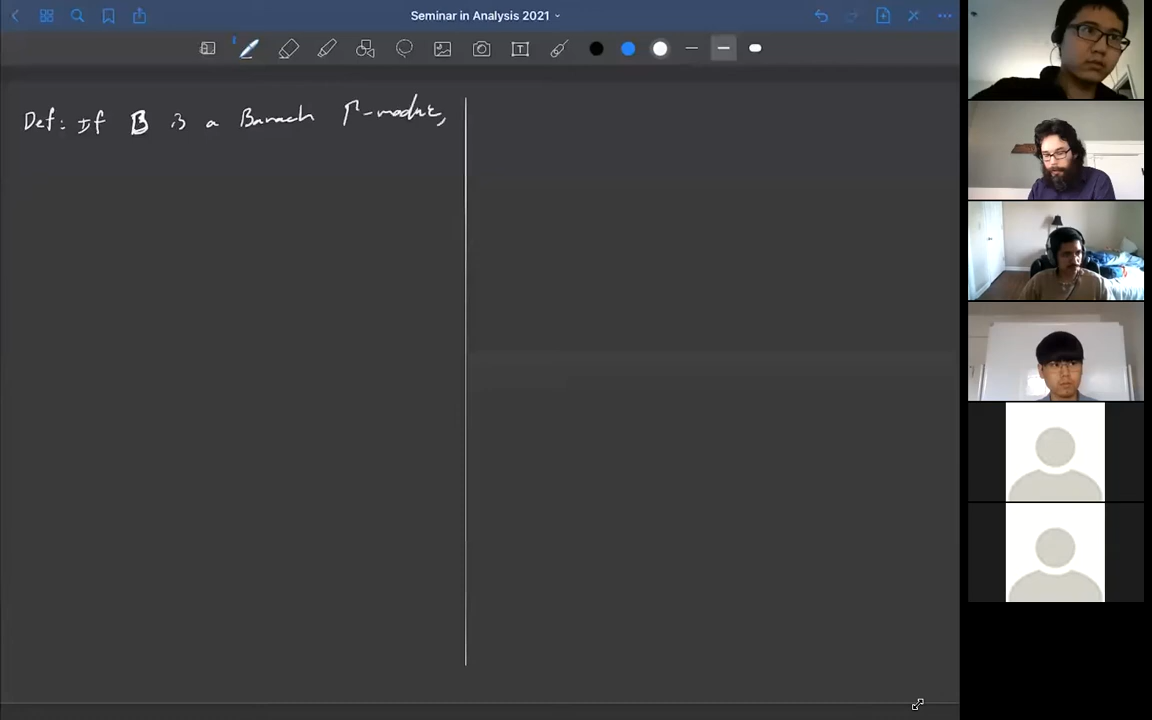 Seminar in Analysis 2021
Def: If B is a Banach Γ-module,